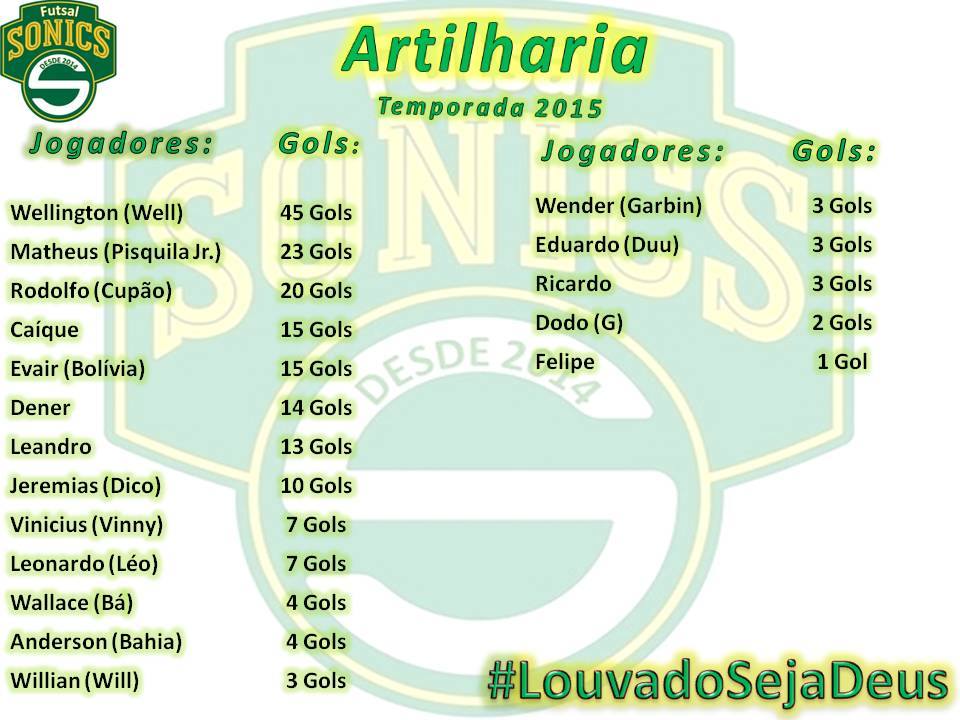 Futsal
SONICS
DESDE 2014
Artilharia
Temporada 2015
Jogadores: Gols:
Wellington (Well) 45 Gols
Matheus (Pisquila Jr.) 23 Gols
Rodolfo (Cupão) 20 Gols
Caíque 15 Gols
Evair (Bolívia) 15 Gols
Dener 14 Gols
Leandro 13 Gols
Jeremias (Dico) 10 Gols
Vinicius (Vinny) 7 Gols
Leonardo (Léo) 7 Gols
Wallace (Bá) 4 Gols
Anderson (Bahia) 4 Gols
Willian (Will) 3 Gols
Jogadores: Gols:
Wender (Garbin) 3 Gols
Eduardo (Duu) 3 Gols
Ricardo 3 Gols
Dodo (G) 2 Gols
Felipe 1 Gol
Futsal
SONICS
DESDE 2014
#LouvadoSejaDeus